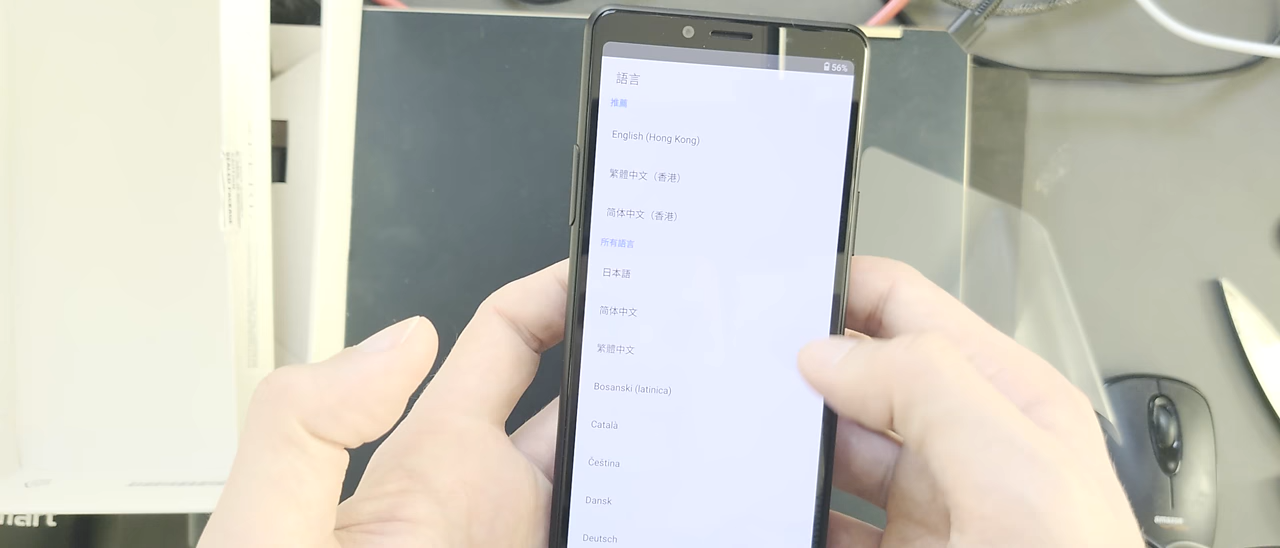 56%
語言
推薦
English (Hong Kong)
繁體中文（香港）
简体中文（香港）
所有語言
日本語
简体中文
繁體中文
Bosanski (latinica)
Català
Čeština
Dansk
Deutsch